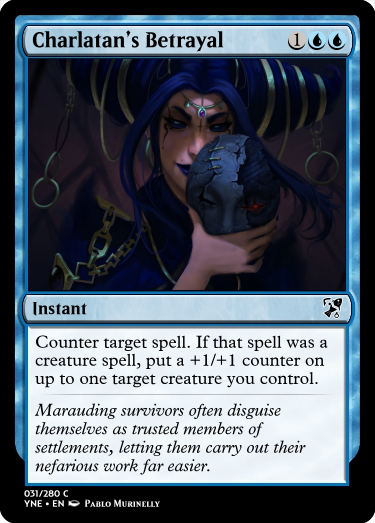 Charlatan's Betrayal 1
Instant
Counter target spell. If that spell was a
creature spell, put a +1/+1 counter on
up to one target creature you control.
Marauding survivors often disguise
themselves as trusted members of
settlements, letting them carry out their
nefarious work far easier.
031/280 C
YNE • EN Pablo Murinelly